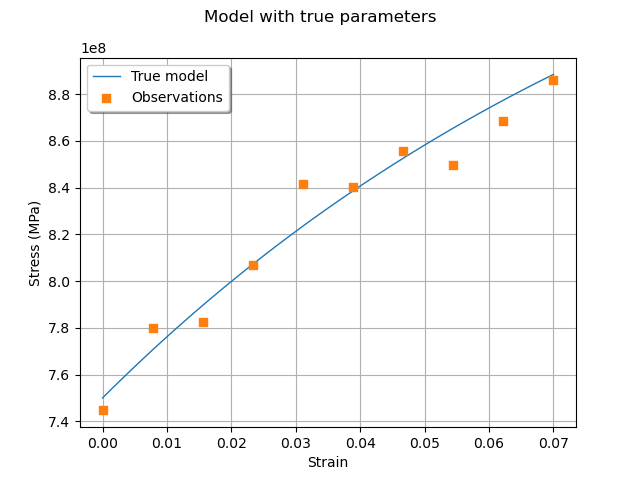 Model with true parameters
1e8
True model
Observations
8.8
8.6
8.4
8.2
8.0
7.8
7.6
7.4
Stress (MPa)
0.00 0.01 0.02 0.03 0.04 0.05 0.06 0.07
Strain